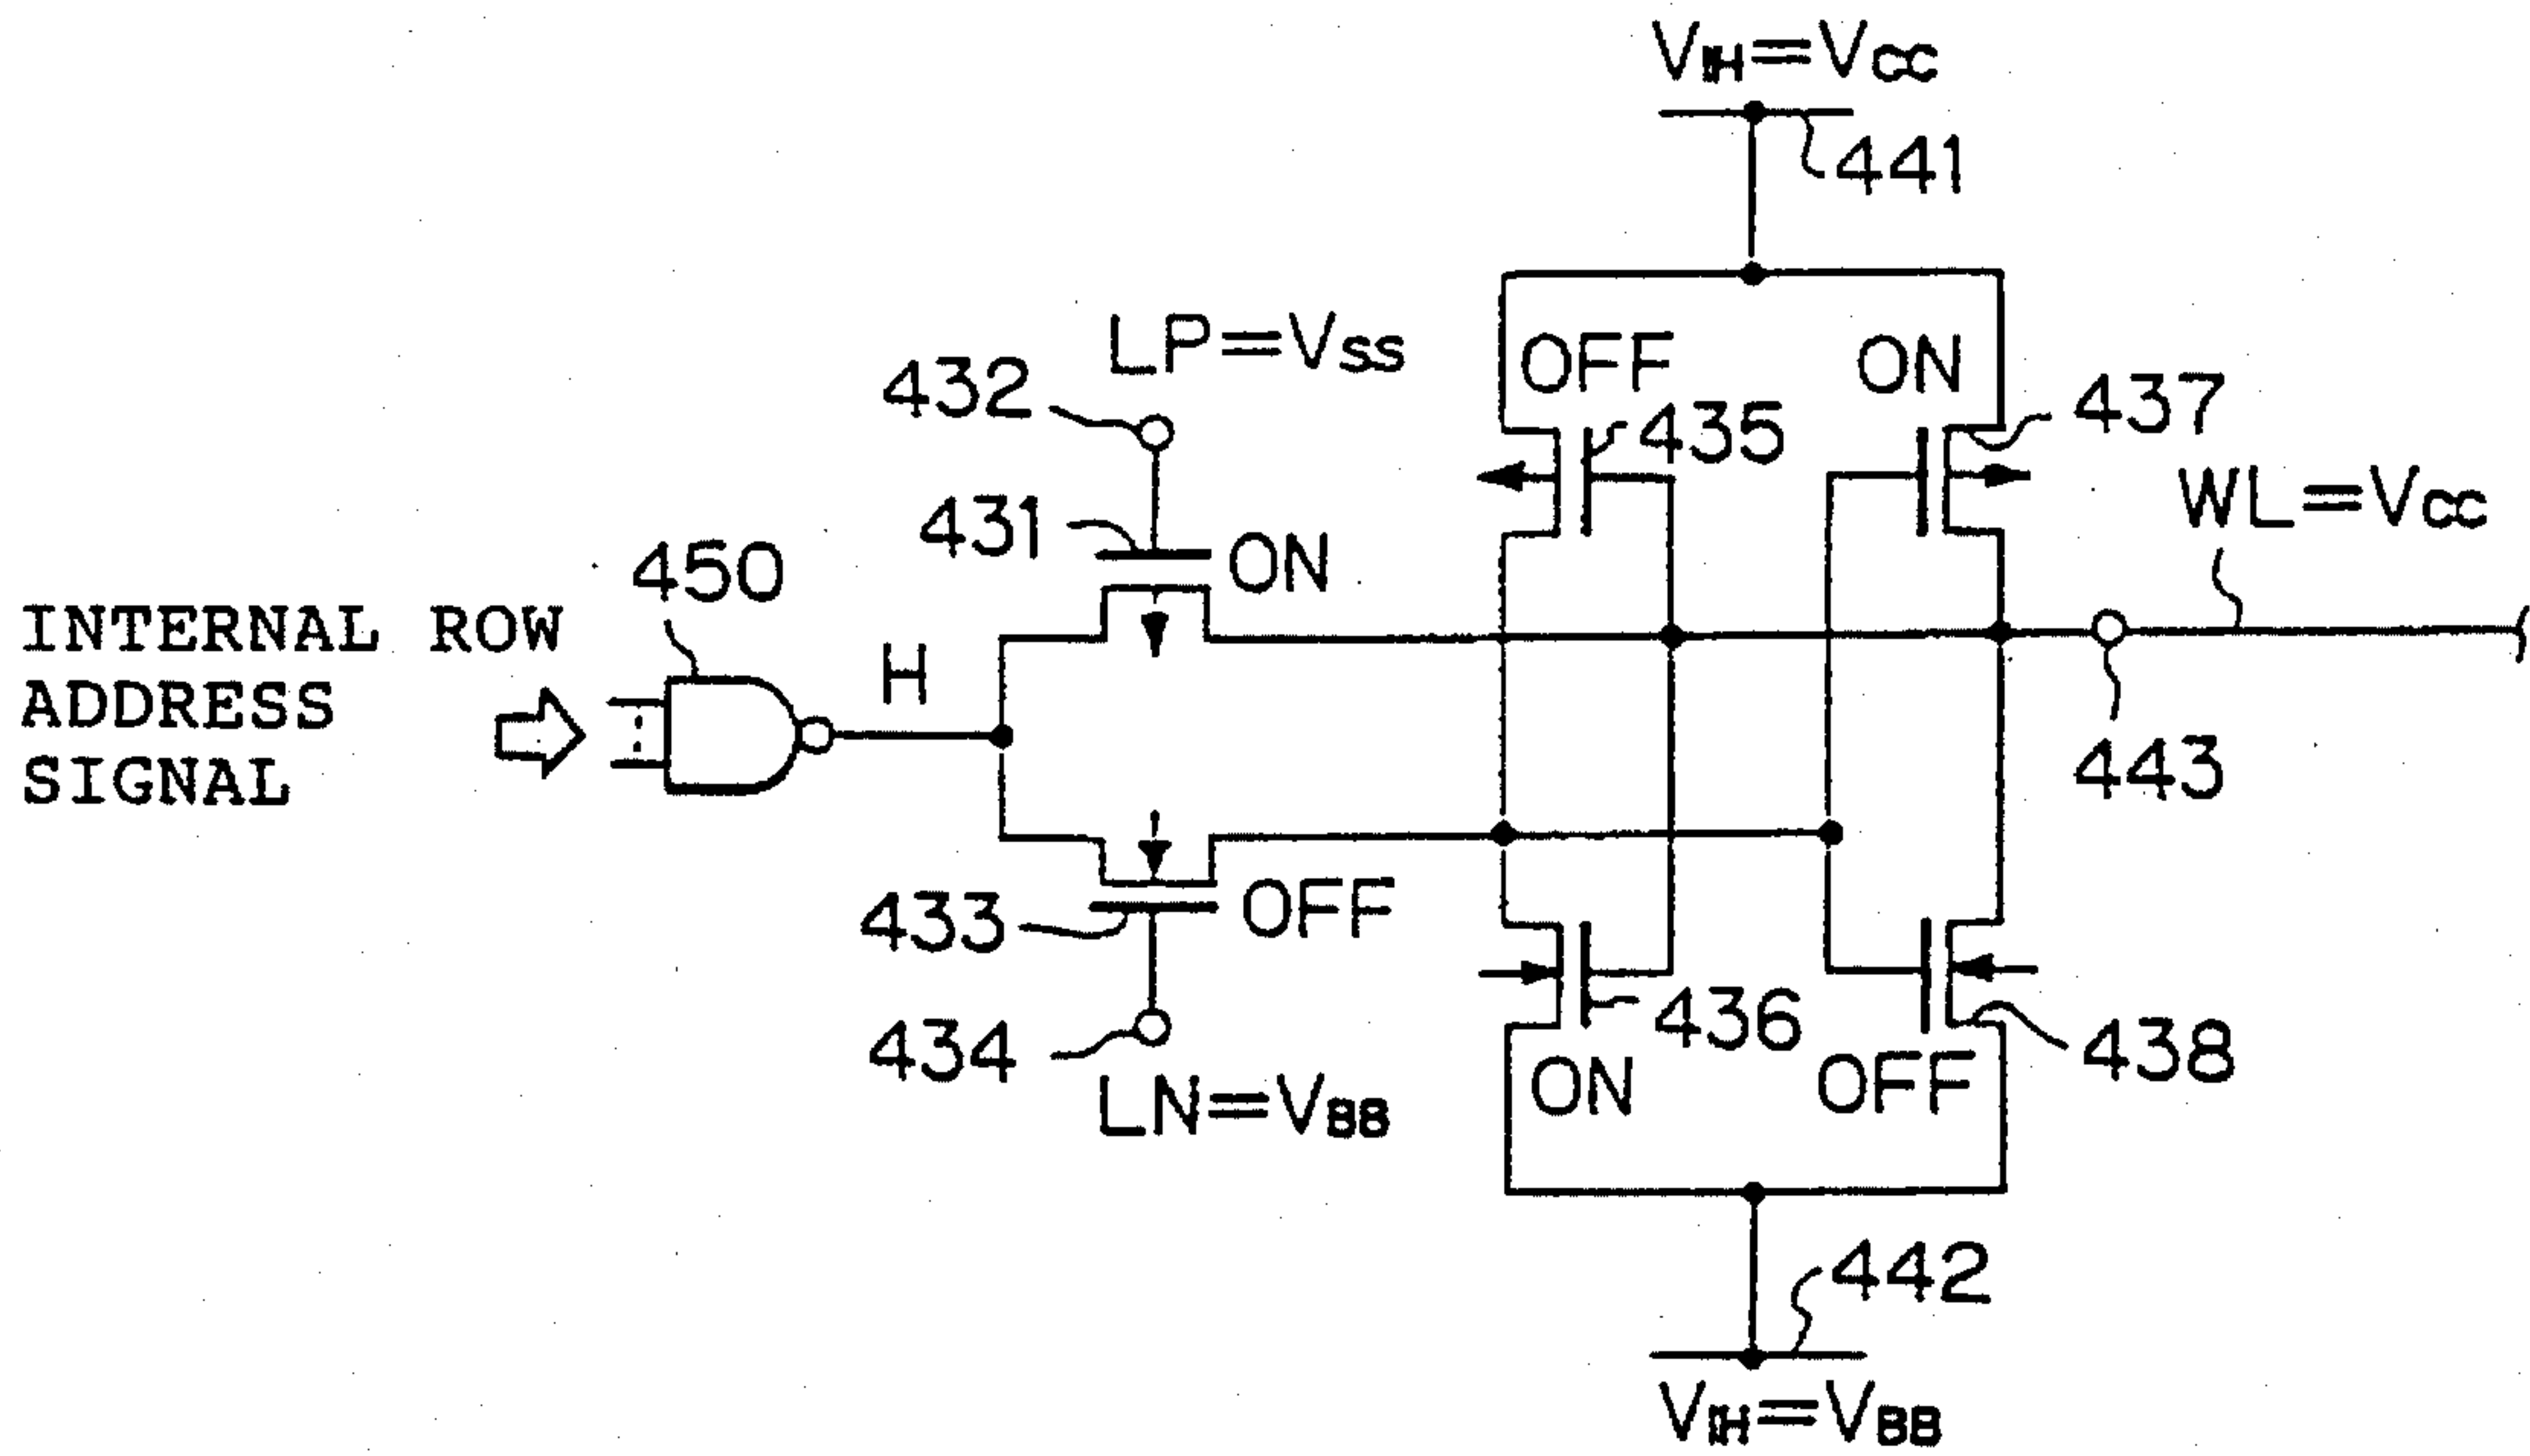 VIH=VCC
441
LP=VSS
OFF
ON
432
435
437
431
ON
WL=VCC
450
INTERNAL ROW
ADDRESS
SIGNAL
H
443
433
OFF
434
436
438
LN=VBB
ON
OFF
442
VIH=VBB